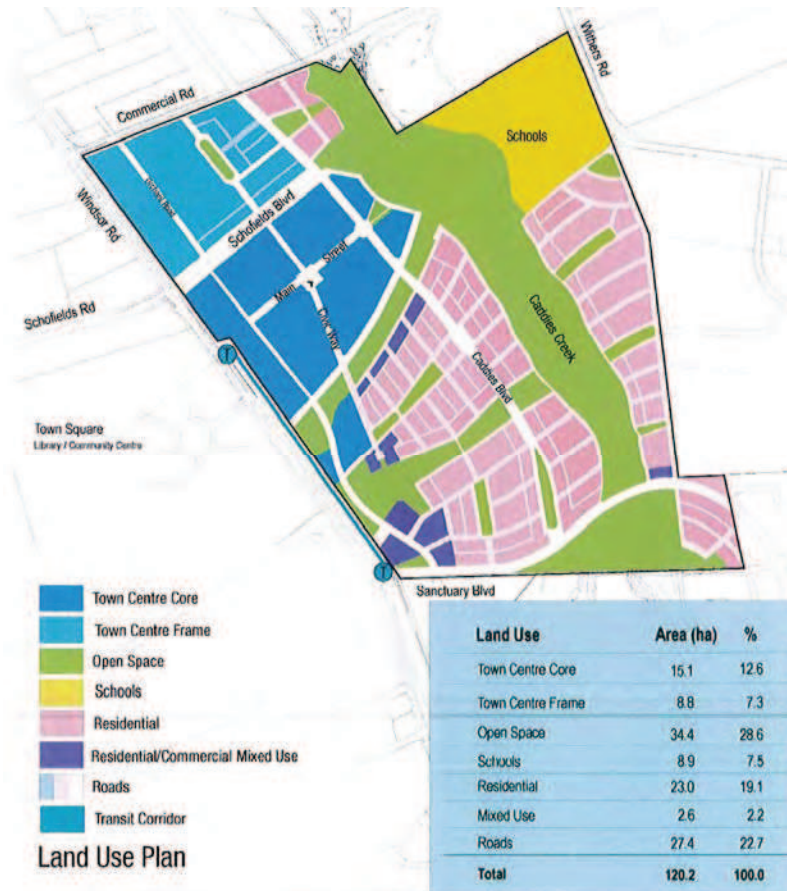 Withers Rd
Commercial Rd
Schools
Windsor Rd
Schofields Blvd
Main Street
Civic Way
Schofields Rd
Caddies Creek
Caddies Blvd
T
Town Square
Library / Community Centre
T
Sanctuary Blvd
Town Centre Core
Town Centre Frame
Open Space
Schools
Residential
Residential/Commercial Mixed Use
Roads
Transit Corridor
Land Use Plan
Land Use Area (ha) %
Town Centre Core 15.1 12.6
Town Centre Frame 8.8 7.3
Open Space 34.4 28.6
Schools 8.9 7.5
Residential 23.0 19.1
Mixed Use 2.6 2.2
Roads 27.4 22.7
Total 120.2 100.0